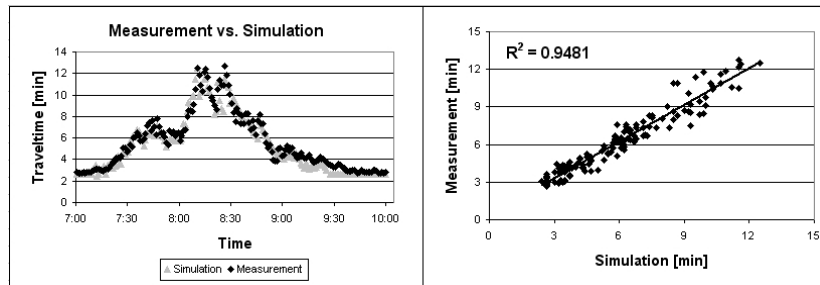 Measurement vs. Simulation
Traveltime [min]
14
12
10
8
6
4
2
0
7:00 7:30 8:00 8:30 9:00 9:30 10:00
Time
Simulation Measurement
R² = 0.9481
Measurement [min]
15
12
9
6
3
0
0 3 6 9 12 15
Simulation [min]